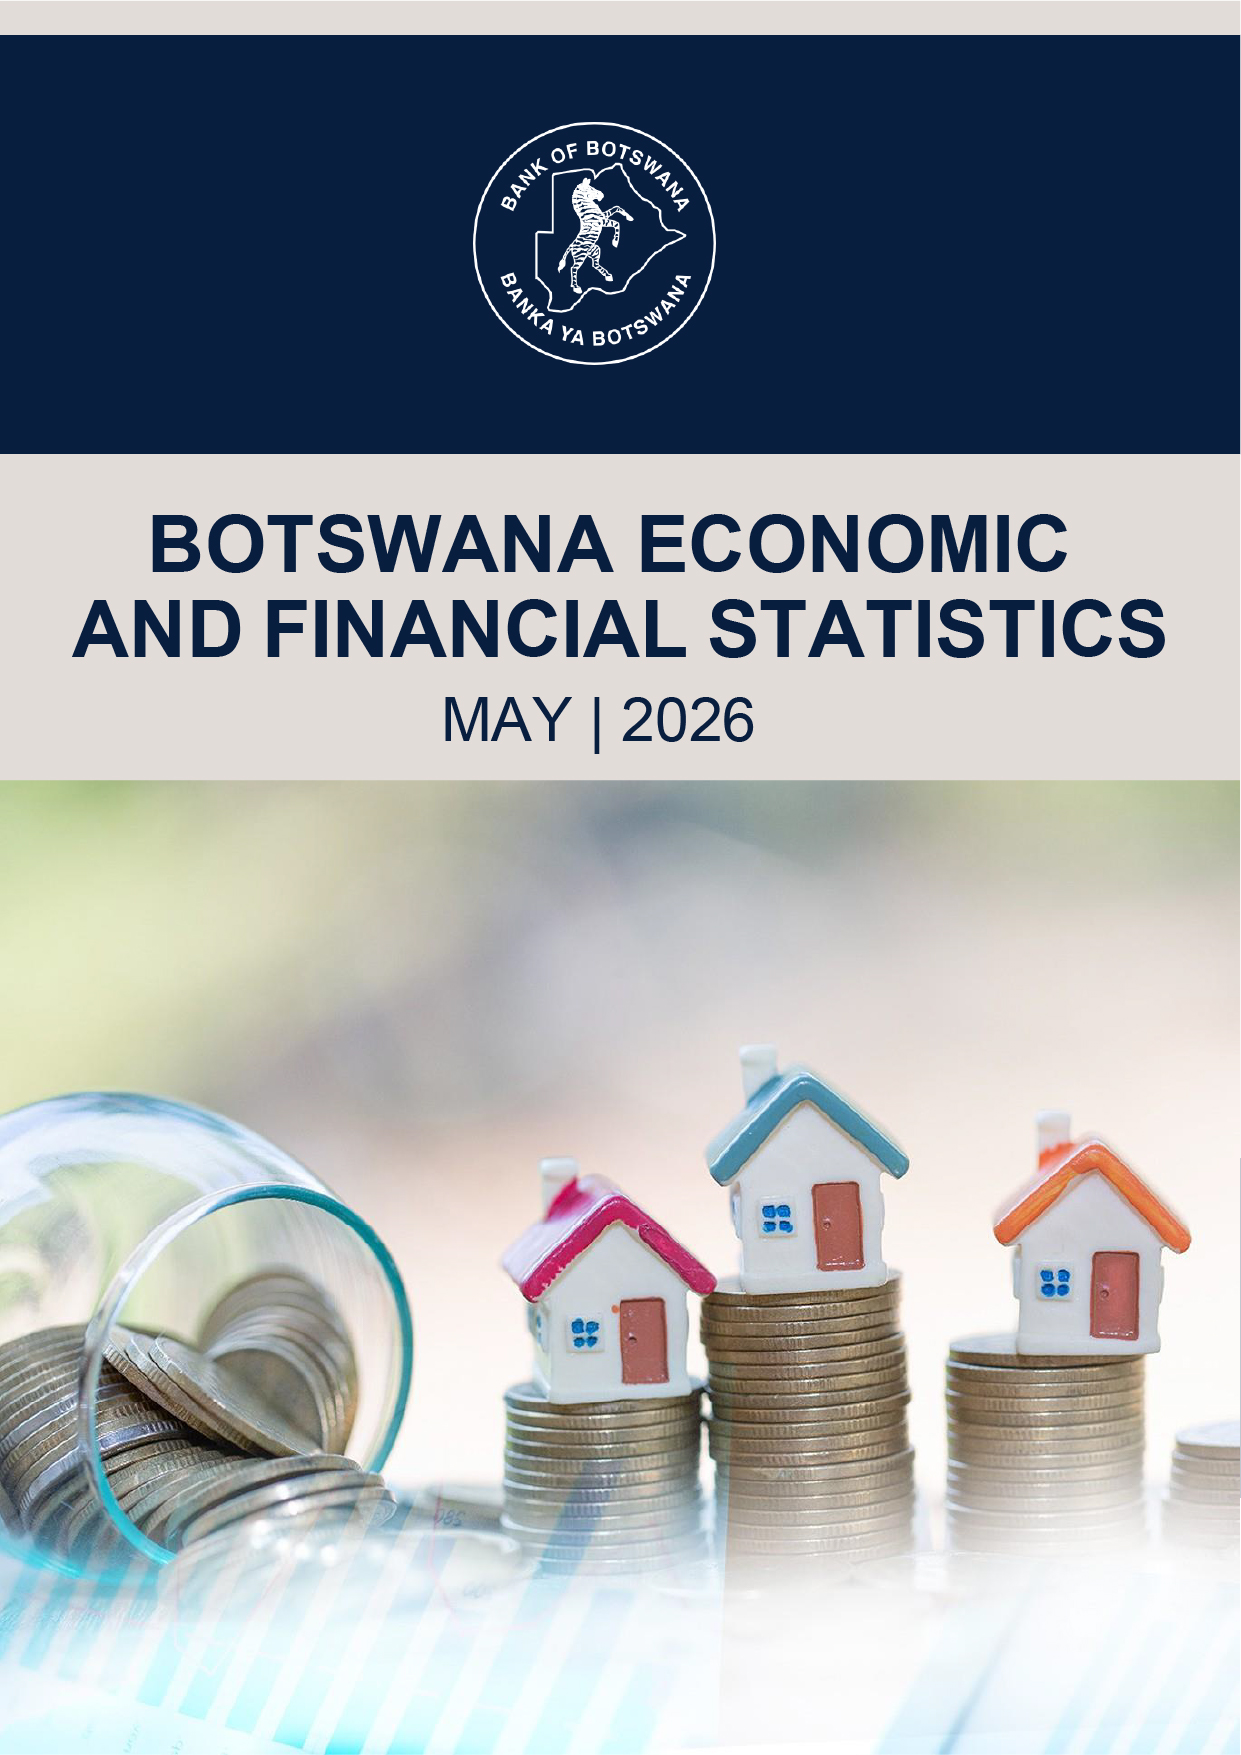 BANK OF BOTSWANA
BANKA YA BOTSWANA
BOTSWANA ECONOMIC
AND FINANCIAL STATISTICS
MAY | 2026